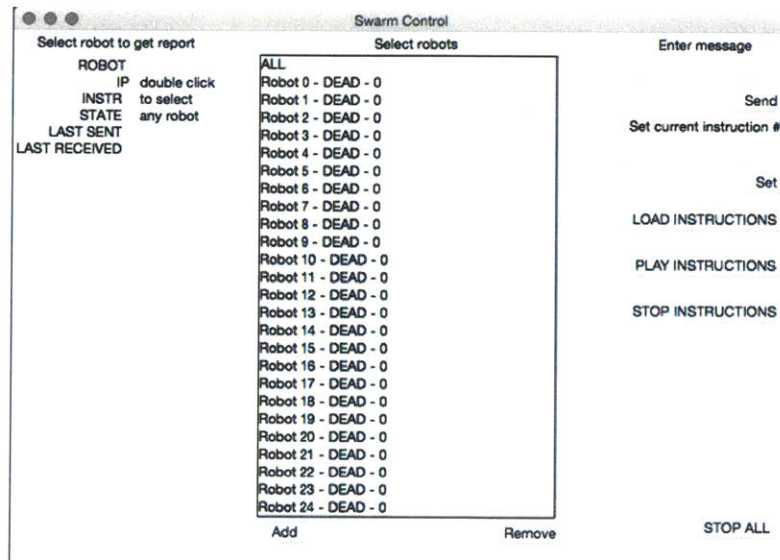 Swarm Control
Select robot to get report
ROBOT
IP double click
INSTR to select
STATE any robot
LAST SENT
LAST RECEIVED
Select robots
ALL
Robot 0 - DEAD - 0
Robot 1 - DEAD - 0
Robot 2 - DEAD - 0
Robot 3 - DEAD - 0
Robot 4 - DEAD - 0
Robot 5 - DEAD - 0
Robot 6 - DEAD - 0
Robot 7 - DEAD - 0
Robot 8 - DEAD - 0
Robot 9 - DEAD - 0
Robot 10 - DEAD - 0
Robot 11 - DEAD - 0
Robot 12 - DEAD - 0
Robot 13 - DEAD - 0
Robot 14 - DEAD - 0
Robot 15 - DEAD - 0
Robot 16 - DEAD - 0
Robot 17 - DEAD - 0
Robot 18 - DEAD - 0
Robot 19 - DEAD - 0
Robot 20 - DEAD - 0
Robot 21 - DEAD - 0
Robot 22 - DEAD - 0
Robot 23 - DEAD - 0
Robot 24 - DEAD - 0
Add
Remove
Enter message
Send
Set current instruction #
Set
LOAD INSTRUCTIONS
PLAY INSTRUCTIONS
STOP INSTRUCTIONS
STOP ALL